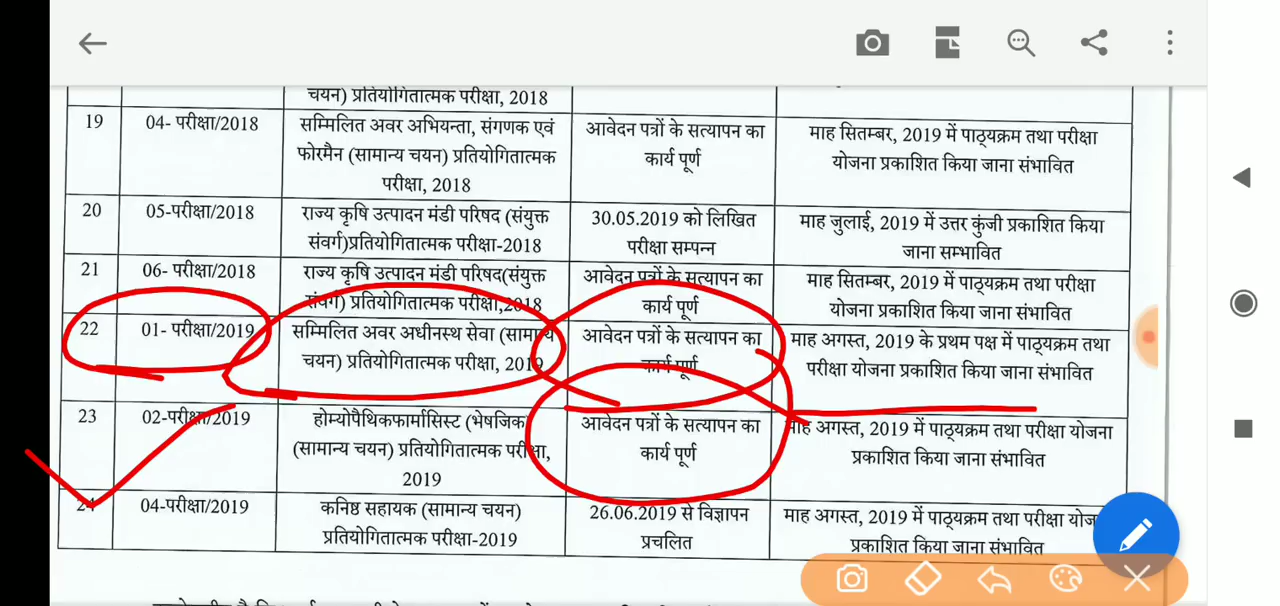 चयन) प्रतियोगितात्मक परीक्षा, 2018
19 04- परीक्षा/2018 सम्मिलित अवर अभियन्ता, संगणक एवं आवेदन पत्रों के सत्यापन का माह सितम्बर, 2019 में पाठ्यक्रम तथा परीक्षा
फोरमैन (सामान्य चयन) प्रतियोगितात्मक कार्य पूर्ण योजना प्रकाशित किया जाना संभावित
परीक्षा, 2018
20 05-परीक्षा/2018 राज्य कृषि उत्पादन मंडी परिषद (संयुक्त 30.05.2019 को लिखित माह जुलाई, 2019 में उत्तर कुंजी प्रकाशित किया
संवर्ग)प्रतियोगितात्मक परीक्षा-2018 परीक्षा सम्पन्न जाना सम्भावित
21 06- परीक्षा/2018 राज्य कृषि उत्पादन मंडी परिषद(संयुक्त आवेदन पत्रों के सत्यापन का माह सितम्बर, 2019 में पाठ्यक्रम तथा परीक्षा
संवर्ग) प्रतियोगितात्मक परीक्षा,2018 कार्य पूर्ण योजना प्रकाशित किया जाना संभावित
22 01- परीक्षा/2019 सम्मिलित अवर अधीनस्थ सेवा (सामान्य आवेदन पत्रों के सत्यापन का माह अगस्त, 2019 के प्रथम पक्ष में पाठ्यक्रम तथा
चयन) प्रतियोगितात्मक परीक्षा, 2019 कार्य पूर्ण परीक्षा योजना प्रकाशित किया जाना संभावित
23 02-परीक्षा/2019 होम्योपैथिकफार्मासिस्ट (भेषजिक) आवेदन पत्रों के सत्यापन का माह अगस्त, 2019 में पाठ्यक्रम तथा परीक्षा योजना
(सामान्य चयन) प्रतियोगितात्मक परीक्षा, कार्य पूर्ण प्रकाशित किया जाना संभावित
2019
24 04-परीक्षा/2019 कनिष्ठ सहायक (सामान्य चयन) 26.06.2019 से विज्ञापन माह अगस्त, 2019 में पाठ्यक्रम तथा परीक्षा
प्रतियोगितात्मक परीक्षा-2019 प्रचलित प्रकाशित किया जाना संभावित